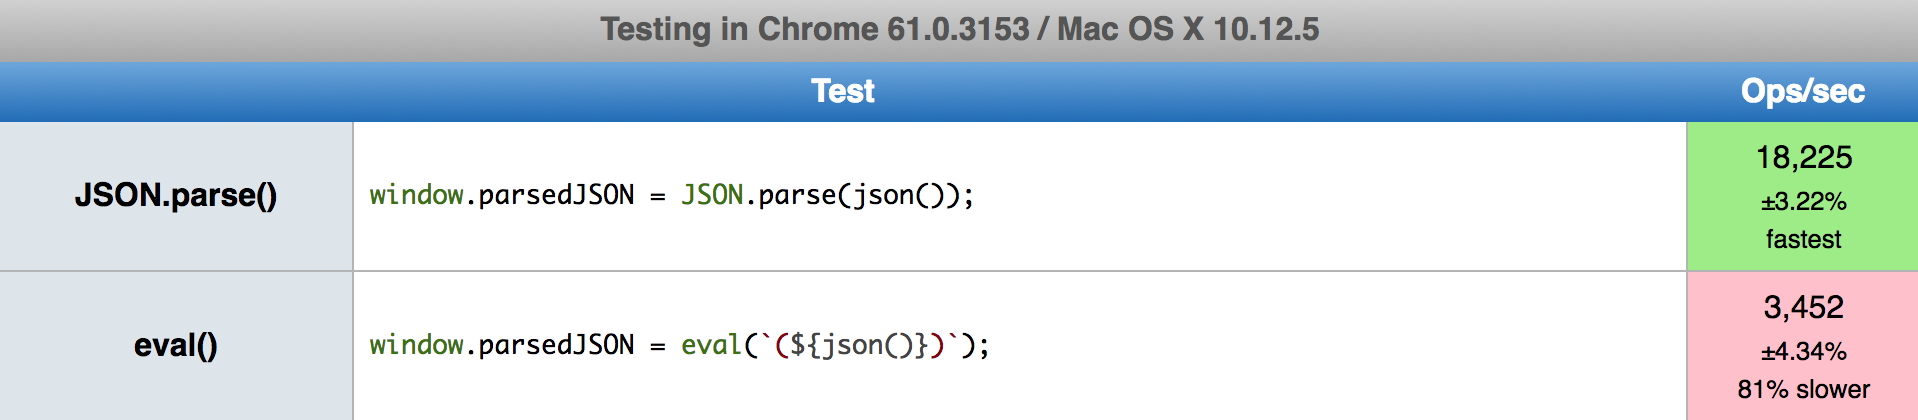 Testing in Chrome 61.0.3153 / Mac OS X 10.12.5
Test Ops/sec
JSON.parse() window.parsedJSON = JSON.parse(json()); 18,225
±3.22%
fastest
eval() window.parsedJSON = eval(`(${json()})`); 3,452
±4.34%
81% slower